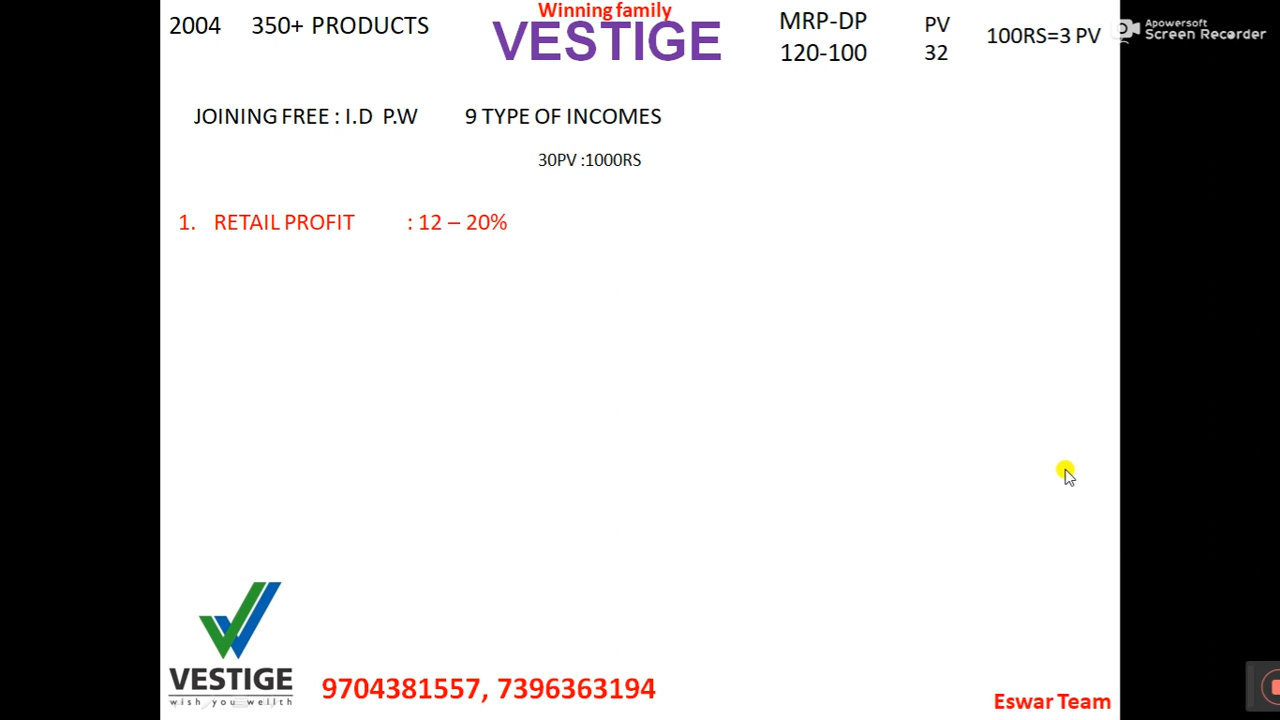 Winning family
2004 350+ PRODUCTS VESTIGE MRP-DP PV 100RS=3 PV
120-100 32
Apowersoft
Screen Recorder
JOINING FREE : I.D P.W 9 TYPE OF INCOMES
30PV :1000RS
1. RETAIL PROFIT : 12 – 20%
VESTIGE
wish you wellth
9704381557, 7396363194
Eswar Team